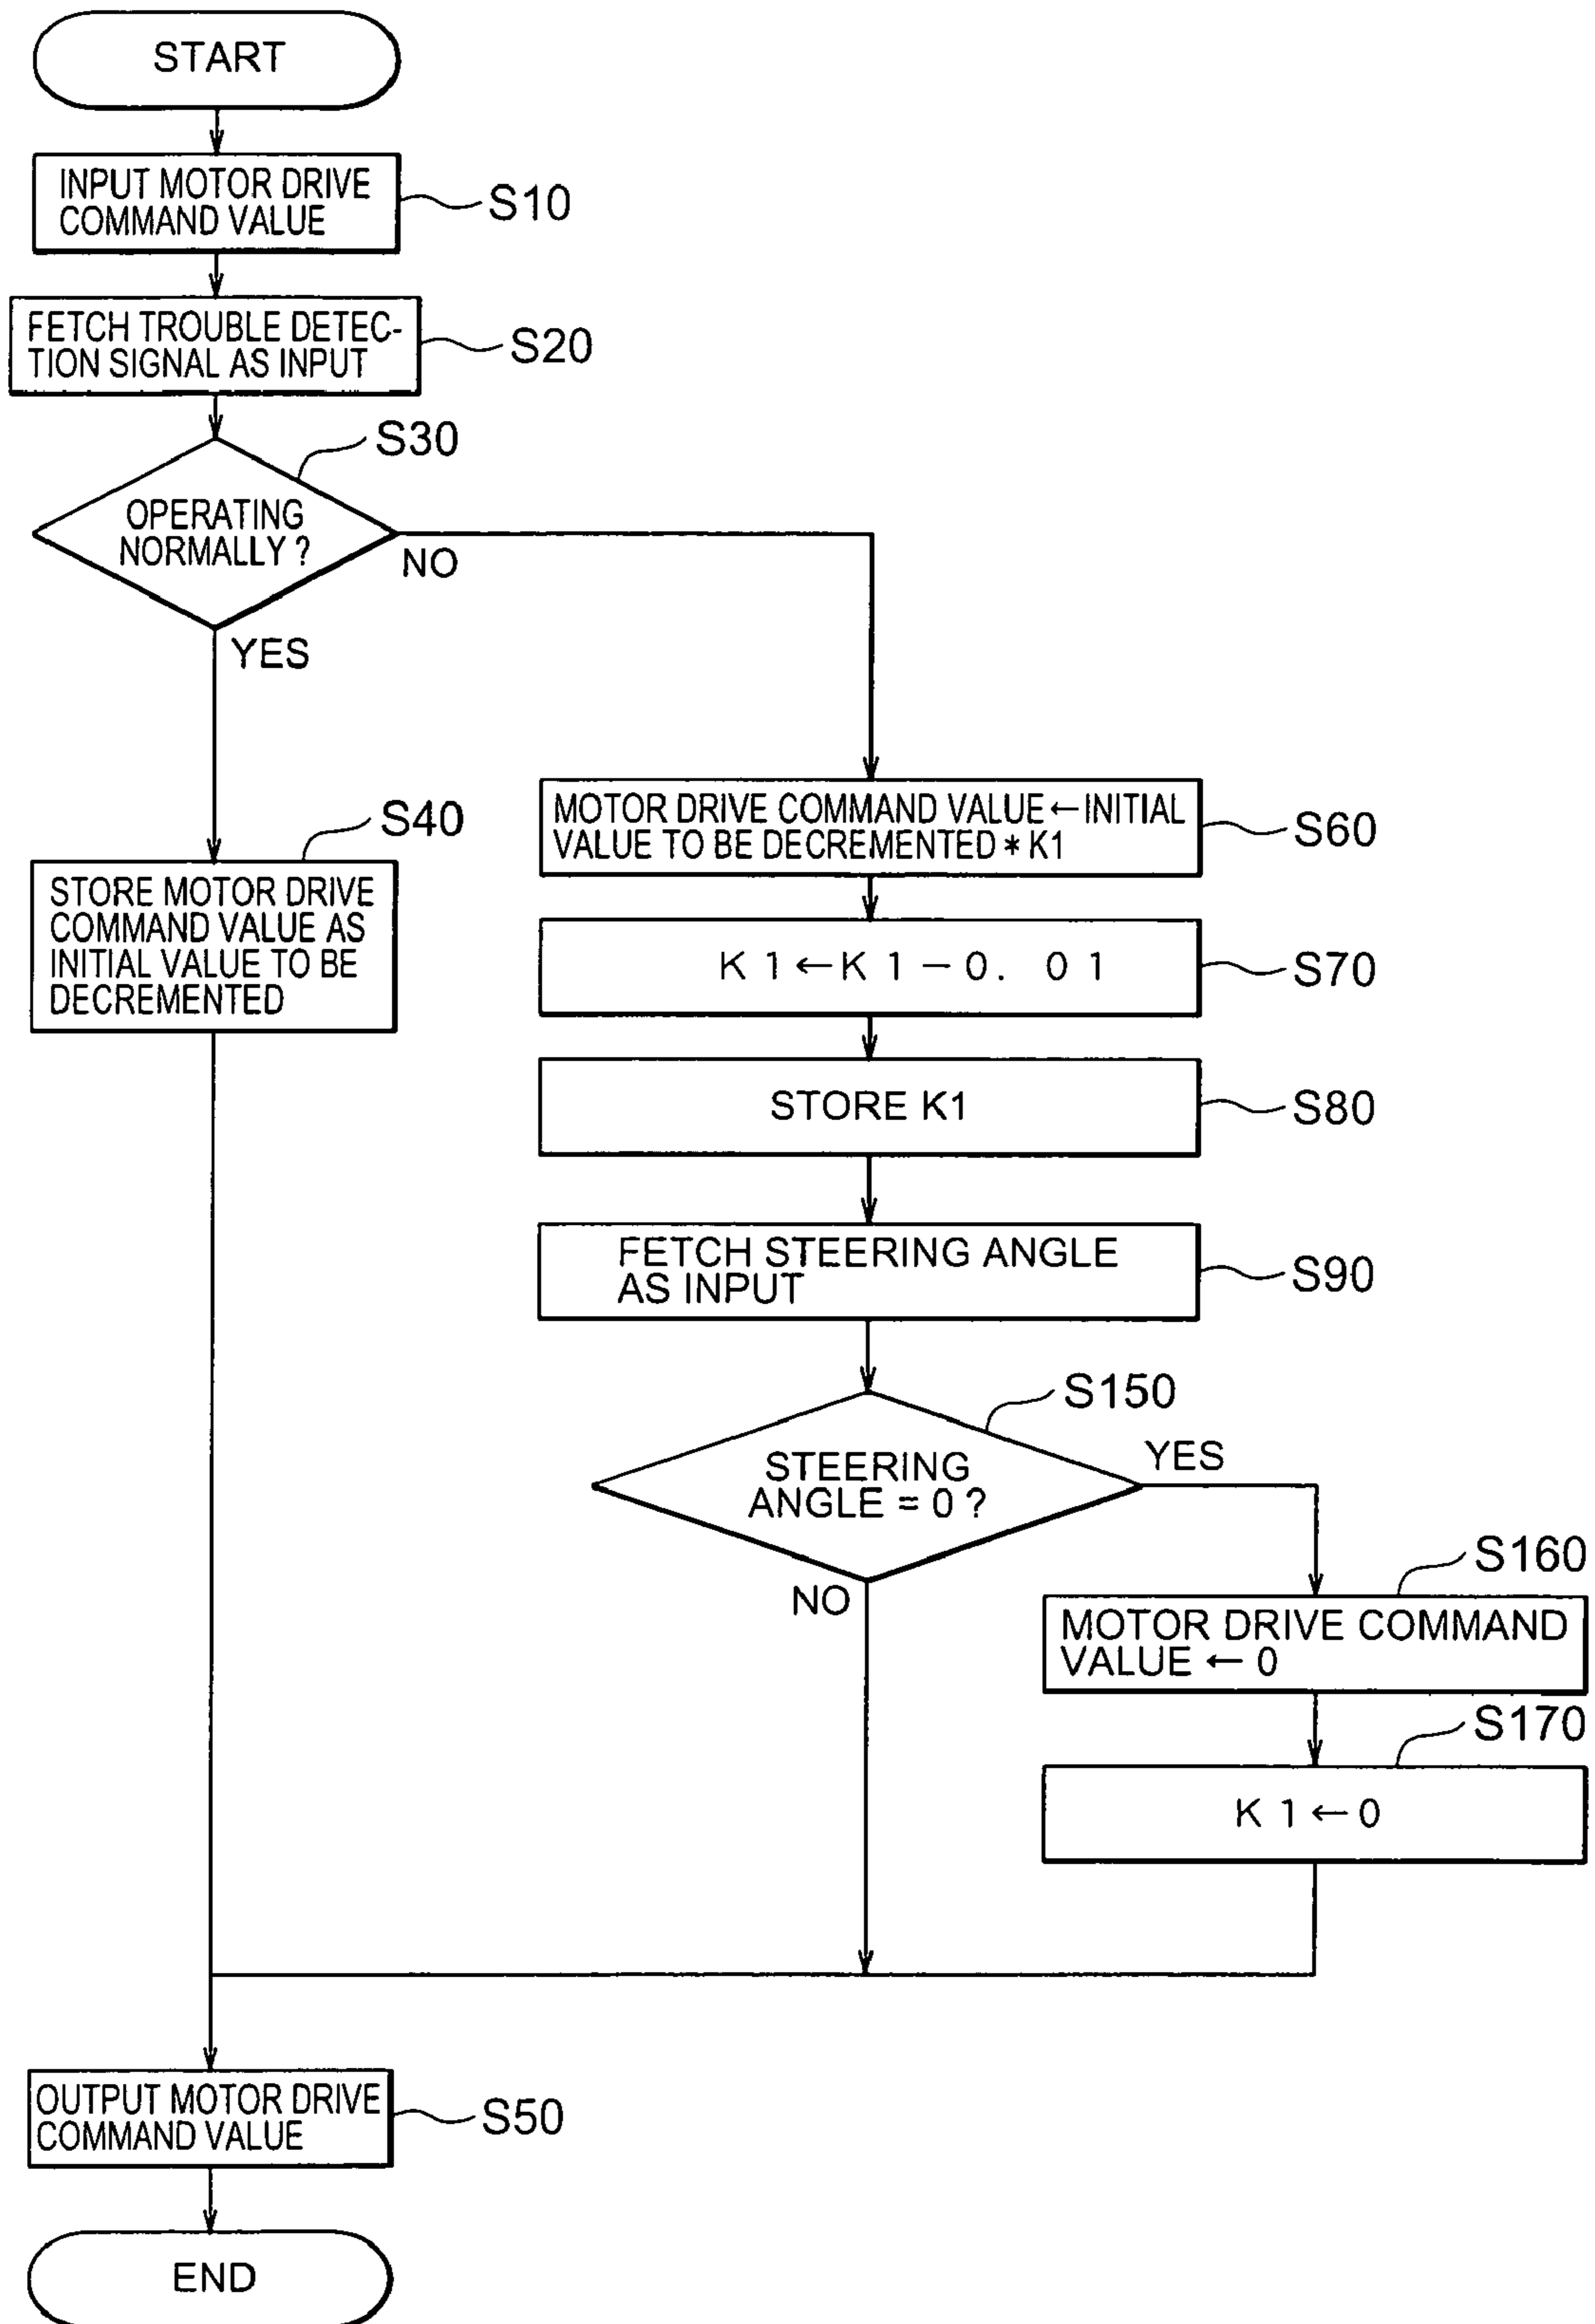 START
INPUT MOTOR DRIVE
COMMAND VALUE
S10
FETCH TROUBLE DETEC-
TION SIGNAL AS INPUT
S20
S30
OPERATING
NORMALLY ?
NO
YES
S40
STORE MOTOR DRIVE
COMMAND VALUE AS
INITIAL VALUE TO BE
DECREMENTED
MOTOR DRIVE COMMAND VALUE ← INITIAL
VALUE TO BE DECREMENTED * K1
S60
K 1 ← K 1 − 0. 0 1
S70
STORE K1
S80
FETCH STEERING ANGLE
AS INPUT
S90
S150
STEERING
ANGLE = 0 ?
YES
NO
S160
MOTOR DRIVE COMMAND
VALUE ← 0
S170
K 1 ← 0
OUTPUT MOTOR DRIVE
COMMAND VALUE
S50
END